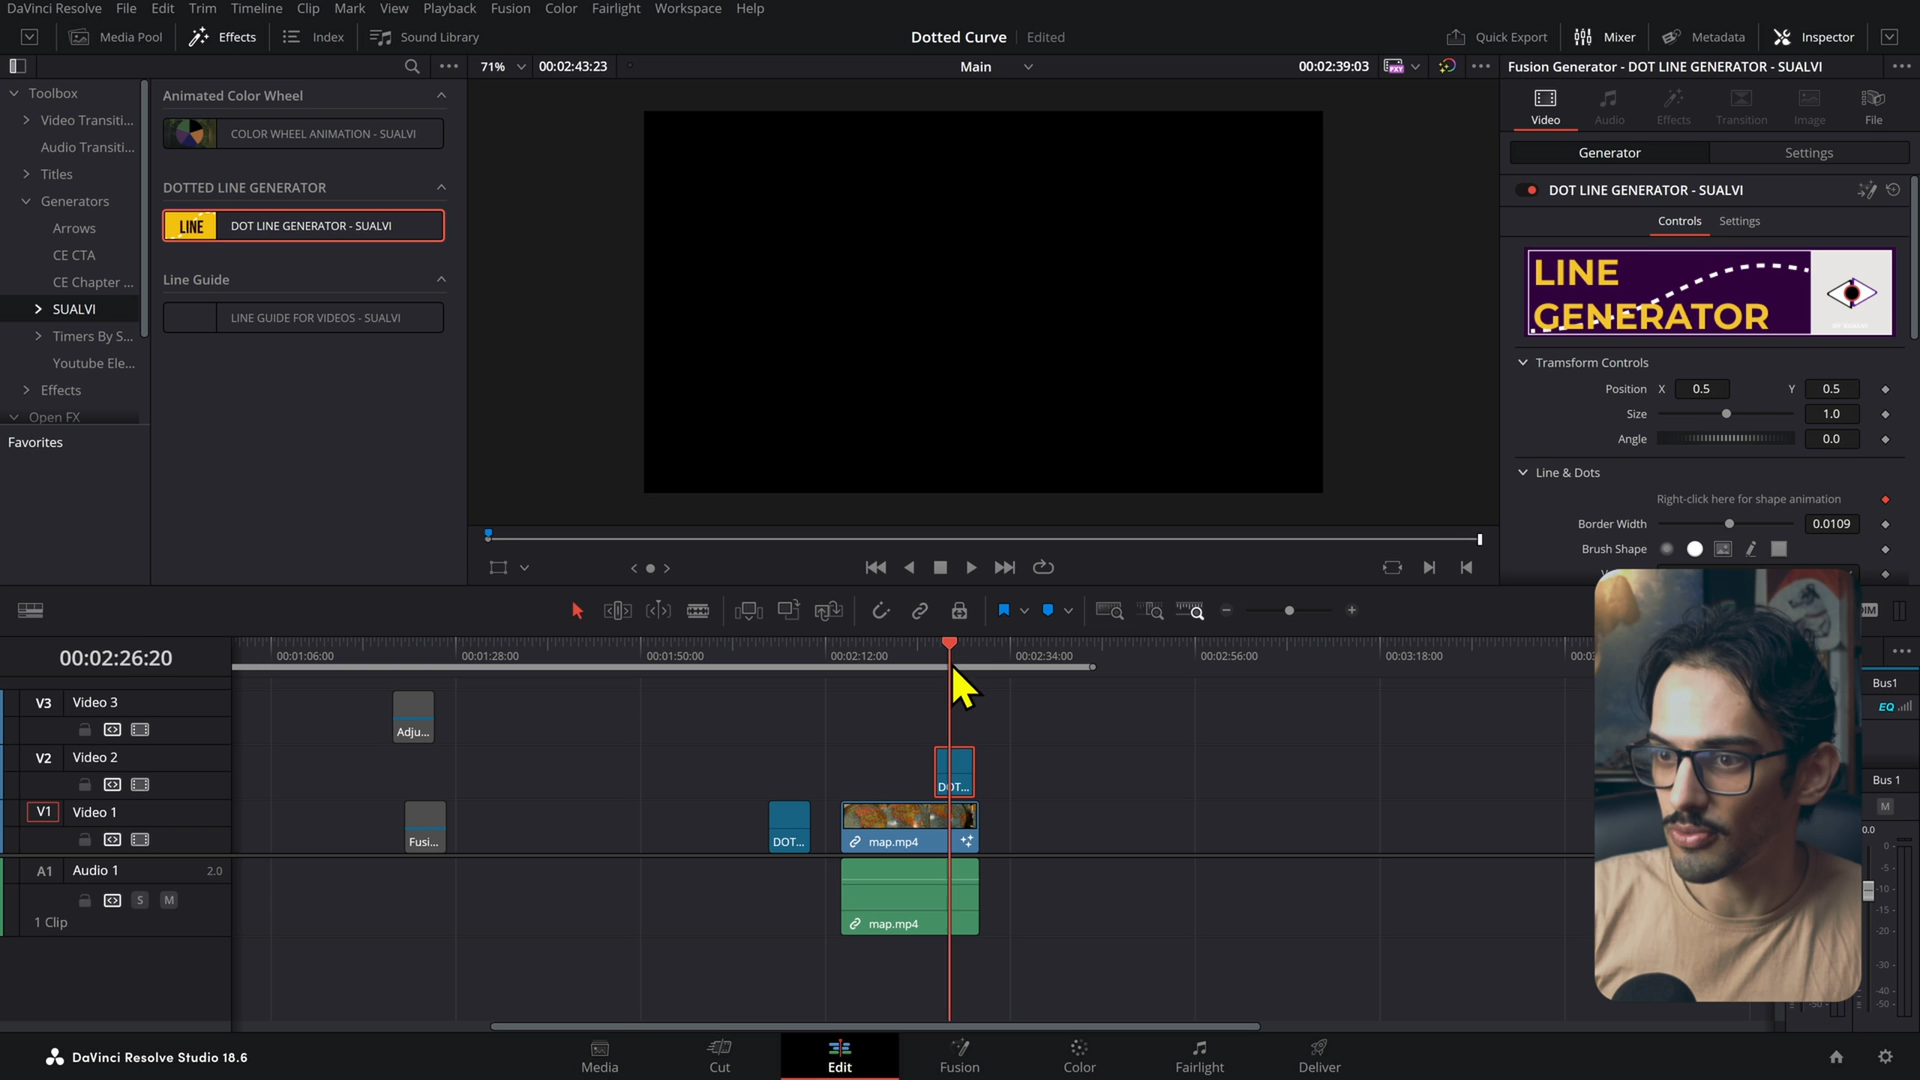 DaVinci Resolve File Edit Trim Timeline Clip Mark View Playback Fusion Color Fairlight Workspace Help
Media Pool Effects Index Sound Library Dotted Curve Edited Quick Export Mixer Metadata Inspector
71% 00:02:43:23 Main 00:02:39:03 Fusion Generator - DOT LINE GENERATOR - SUALVI
Toolbox
Video Transiti...
Audio Transiti...
Titles
Generators
Arrows
CE CTA
CE Chapter ...
SUALVI
Timers By S...
Youtube Ele...
Effects
Open FX
Favorites
Animated Color Wheel
COLOR WHEEL ANIMATION - SUALVI
DOTTED LINE GENERATOR
LINE DOT LINE GENERATOR - SUALVI
Line Guide
LINE GUIDE FOR VIDEOS - SUALVI
Video Audio Effects Transition Image File
Generator Settings
DOT LINE GENERATOR - SUALVI
Controls Settings
LINE
GENERATOR
Transform Controls
Position X 0.5 Y 0.5
Size 1.0
Angle 0.0
Line & Dots
Right-click here for shape animation
Border Width 0.0109
Brush Shape
00:02:26:20
00:01:06:00 00:01:28:00 00:01:50:00 00:02:12:00 00:02:34:00 00:02:56:00 00:03:18:00
V3 Video 3
Adju...
V2 Video 2
DOT...
V1 Video 1
Fusi... DOT... map.mp4
A1 Audio 1 2.0
S M
1 Clip
map.mp4
Bus1
EQ
Bus 1
M
0.0
0
-5
-10
-15
-20
-30
-40
-50
DaVinci Resolve Studio 18.6
Media Cut Edit Fusion Color Fairlight Deliver